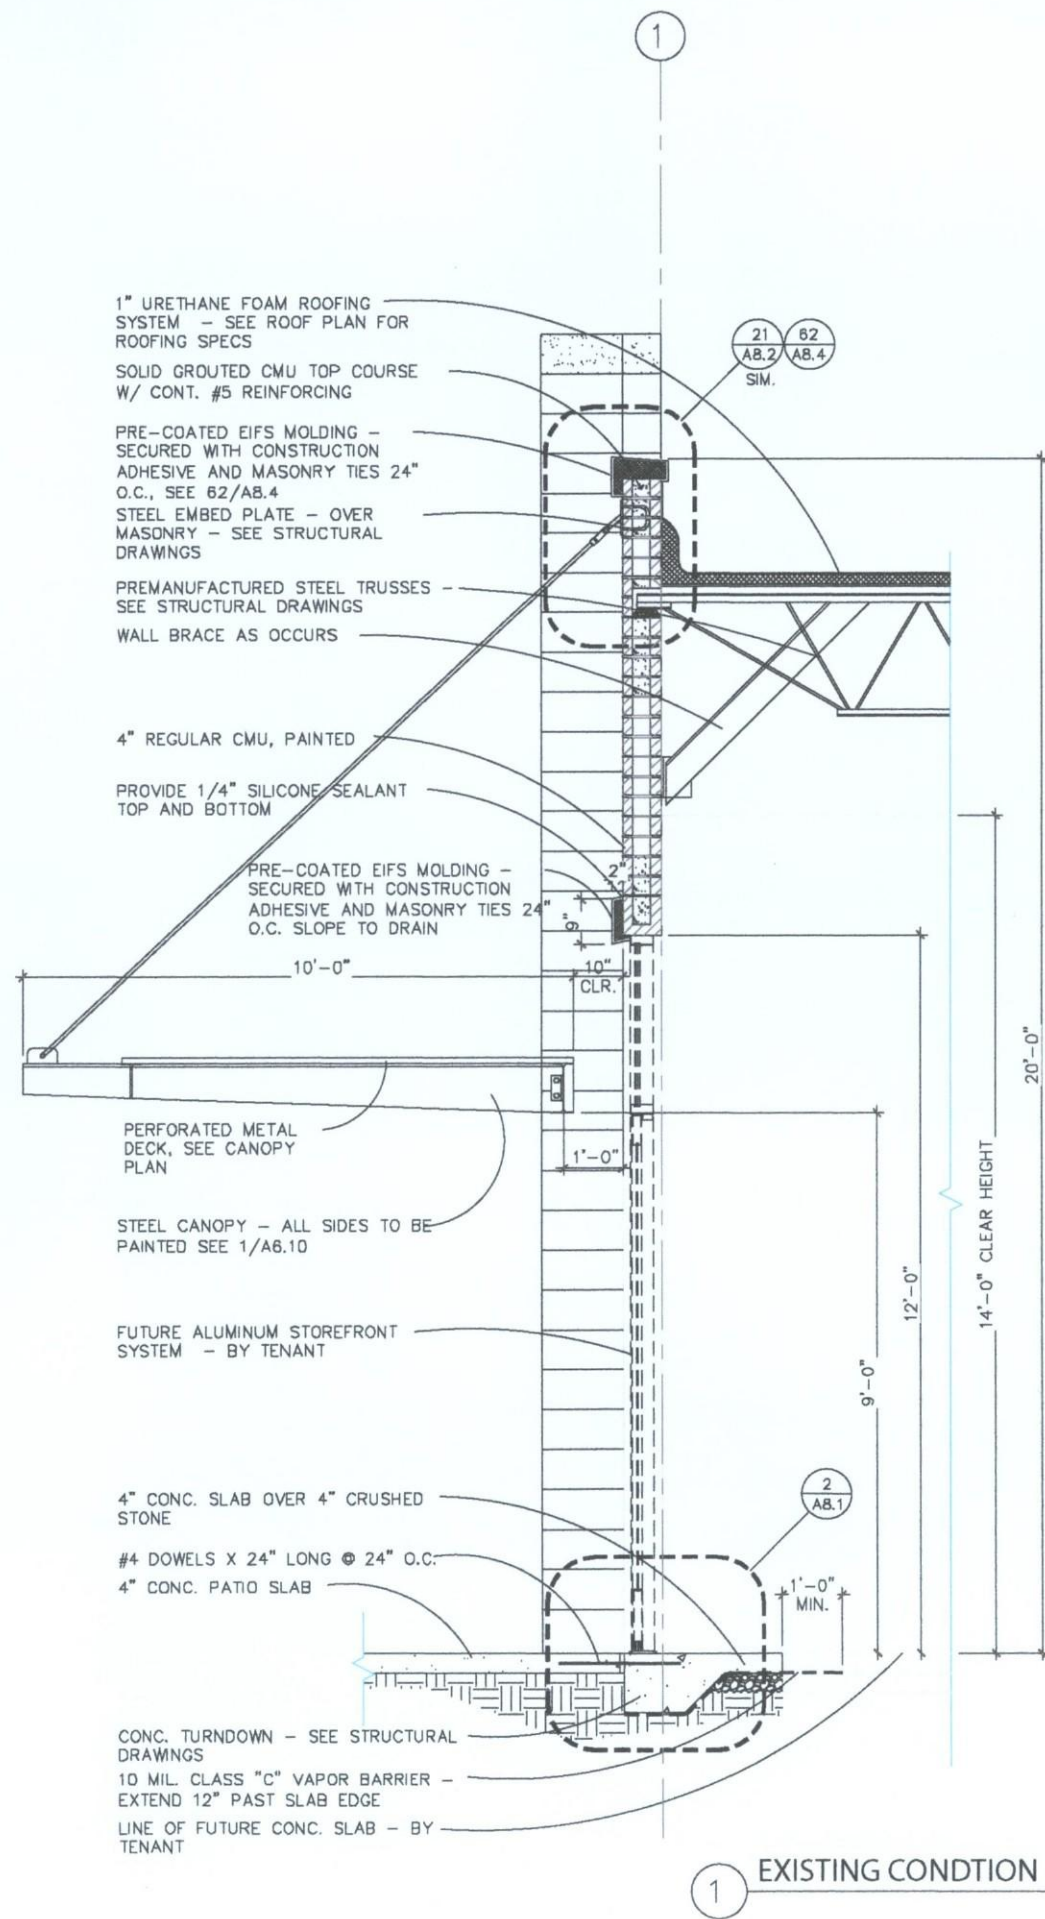 1
1" URETHANE FOAM ROOFING
SYSTEM - SEE ROOF PLAN FOR
ROOFING SPECS
21
A8.2
62
A8.4
SIM.
SOLID GROUTED CMU TOP COURSE
W/ CONT. #5 REINFORCING
PRE-COATED EIFS MOLDING -
SECURED WITH CONSTRUCTION
ADHESIVE AND MASONRY TIES 24"
O.C., SEE 62/A8.4
STEEL EMBED PLATE - OVER
MASONRY - SEE STRUCTURAL
DRAWINGS
PREMANUFACTURED STEEL TRUSSES -
SEE STRUCTURAL DRAWINGS
WALL BRACE AS OCCURS
4" REGULAR CMU, PAINTED
PROVIDE 1/4" SILICONE SEALANT
TOP AND BOTTOM
PRE-COATED EIFS MOLDING -
SECURED WITH CONSTRUCTION
ADHESIVE AND MASONRY TIES 24"
O.C. SLOPE TO DRAIN
2"
9"
10'-0"
10"
CLR.
20'-0"
PERFORATED METAL
DECK, SEE CANOPY
PLAN
1'-0"
STEEL CANOPY - ALL SIDES TO BE
PAINTED SEE 1/A6.10
14'-0" CLEAR HEIGHT
12'-0"
9'-0"
FUTURE ALUMINUM STOREFRONT
SYSTEM - BY TENANT
2
A8.1
4" CONC. SLAB OVER 4" CRUSHED
STONE
#4 DOWELS X 24" LONG @ 24" O.C.
4" CONC. PATIO SLAB
1'-0"
MIN.
CONC. TURNDOWN - SEE STRUCTURAL
DRAWINGS
10 MIL. CLASS "C" VAPOR BARRIER -
EXTEND 12" PAST SLAB EDGE
LINE OF FUTURE CONC. SLAB - BY
TENANT
1 EXISTING CONDTION